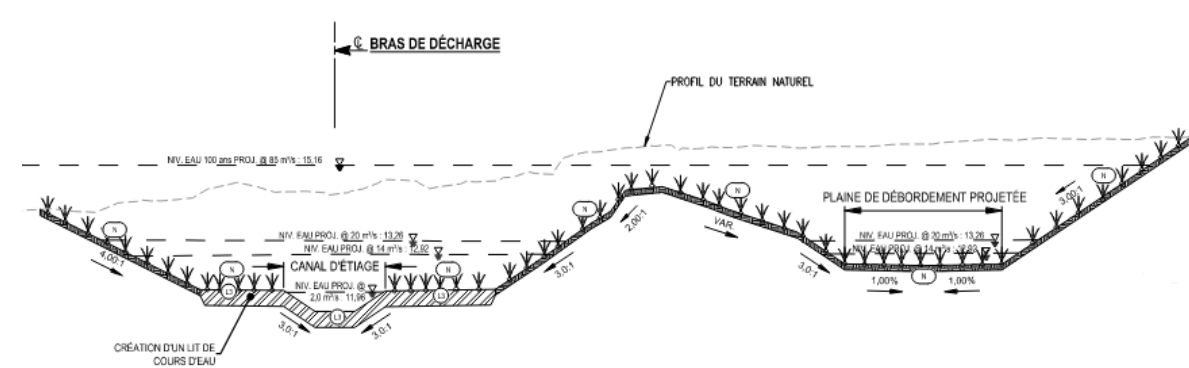 ℄ BRAS DE DÉCHARGE
PROFIL DU TERRAIN NATUREL
NIV. EAU 100 ans PROJ. @ 85 m³/s : 15,16
N
N
N
N
3,00:1
PLAINE DE DÉBORDEMENT PROJETÉE
2,00:1
VAR.
NIV. EAU PROJ. @ 20 m³/s : 13,26
NIV. EAU PROJ. @ 20 m³/s : 13,26
NIV. EAU PROJ. @ 14 m³/s : 12,92
NIV. EAU PROJ. @ 14 m³/s : 12,92
4,00:1
N
CANAL D'ÉTIAGE
N
3,0:1
3,0:1
N
1,00%
1,00%
NIV. EAU PROJ. @
2,0 m³/s : 11,96
L3
L3
L3
3,0:1
3,0:1
CRÉATION D'UN LIT DE
COURS D'EAU